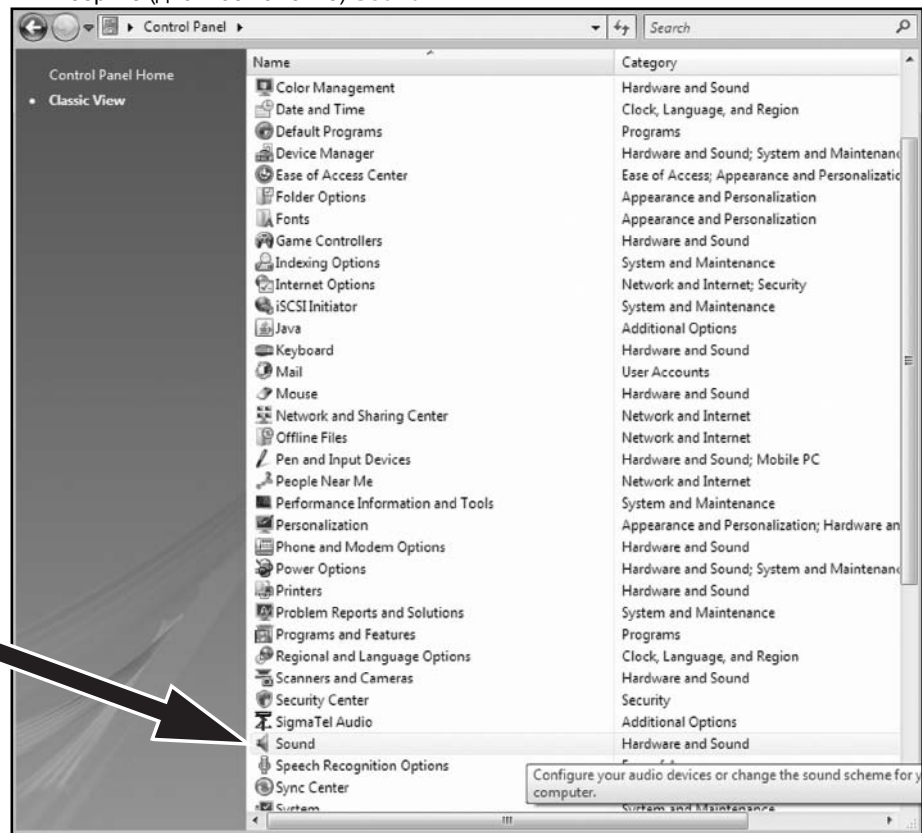 Control Panel
Search
Control Panel Home
Classic View
Name Category
Color Management Hardware and Sound
Date and Time Clock, Language, and Region
Default Programs Programs
Device Manager Hardware and Sound; System and Maintenanc
Ease of Access Center Ease of Access; Appearance and Personalizatic
Folder Options Appearance and Personalization
Fonts Appearance and Personalization
Game Controllers Hardware and Sound
Indexing Options System and Maintenance
Internet Options Network and Internet; Security
iSCSI Initiator System and Maintenance
Java Additional Options
Keyboard Hardware and Sound
Mail User Accounts
Mouse Hardware and Sound
Network and Sharing Center Network and Internet
Offline Files Network and Internet
Pen and Input Devices Hardware and Sound; Mobile PC
People Near Me Network and Internet
Performance Information and Tools System and Maintenance
Personalization Appearance and Personalization; Hardware an
Phone and Modem Options Hardware and Sound
Power Options Hardware and Sound; System and Maintenanc
Printers Hardware and Sound
Problem Reports and Solutions System and Maintenance
Programs and Features Programs
Regional and Language Options Clock, Language, and Region
Scanners and Cameras Hardware and Sound
Security Center Security
SigmaTel Audio Additional Options
Sound Hardware and Sound
Speech Recognition Options
Configure your audio devices or change the sound scheme for y
computer.
Sync Center
System System and Maintenance